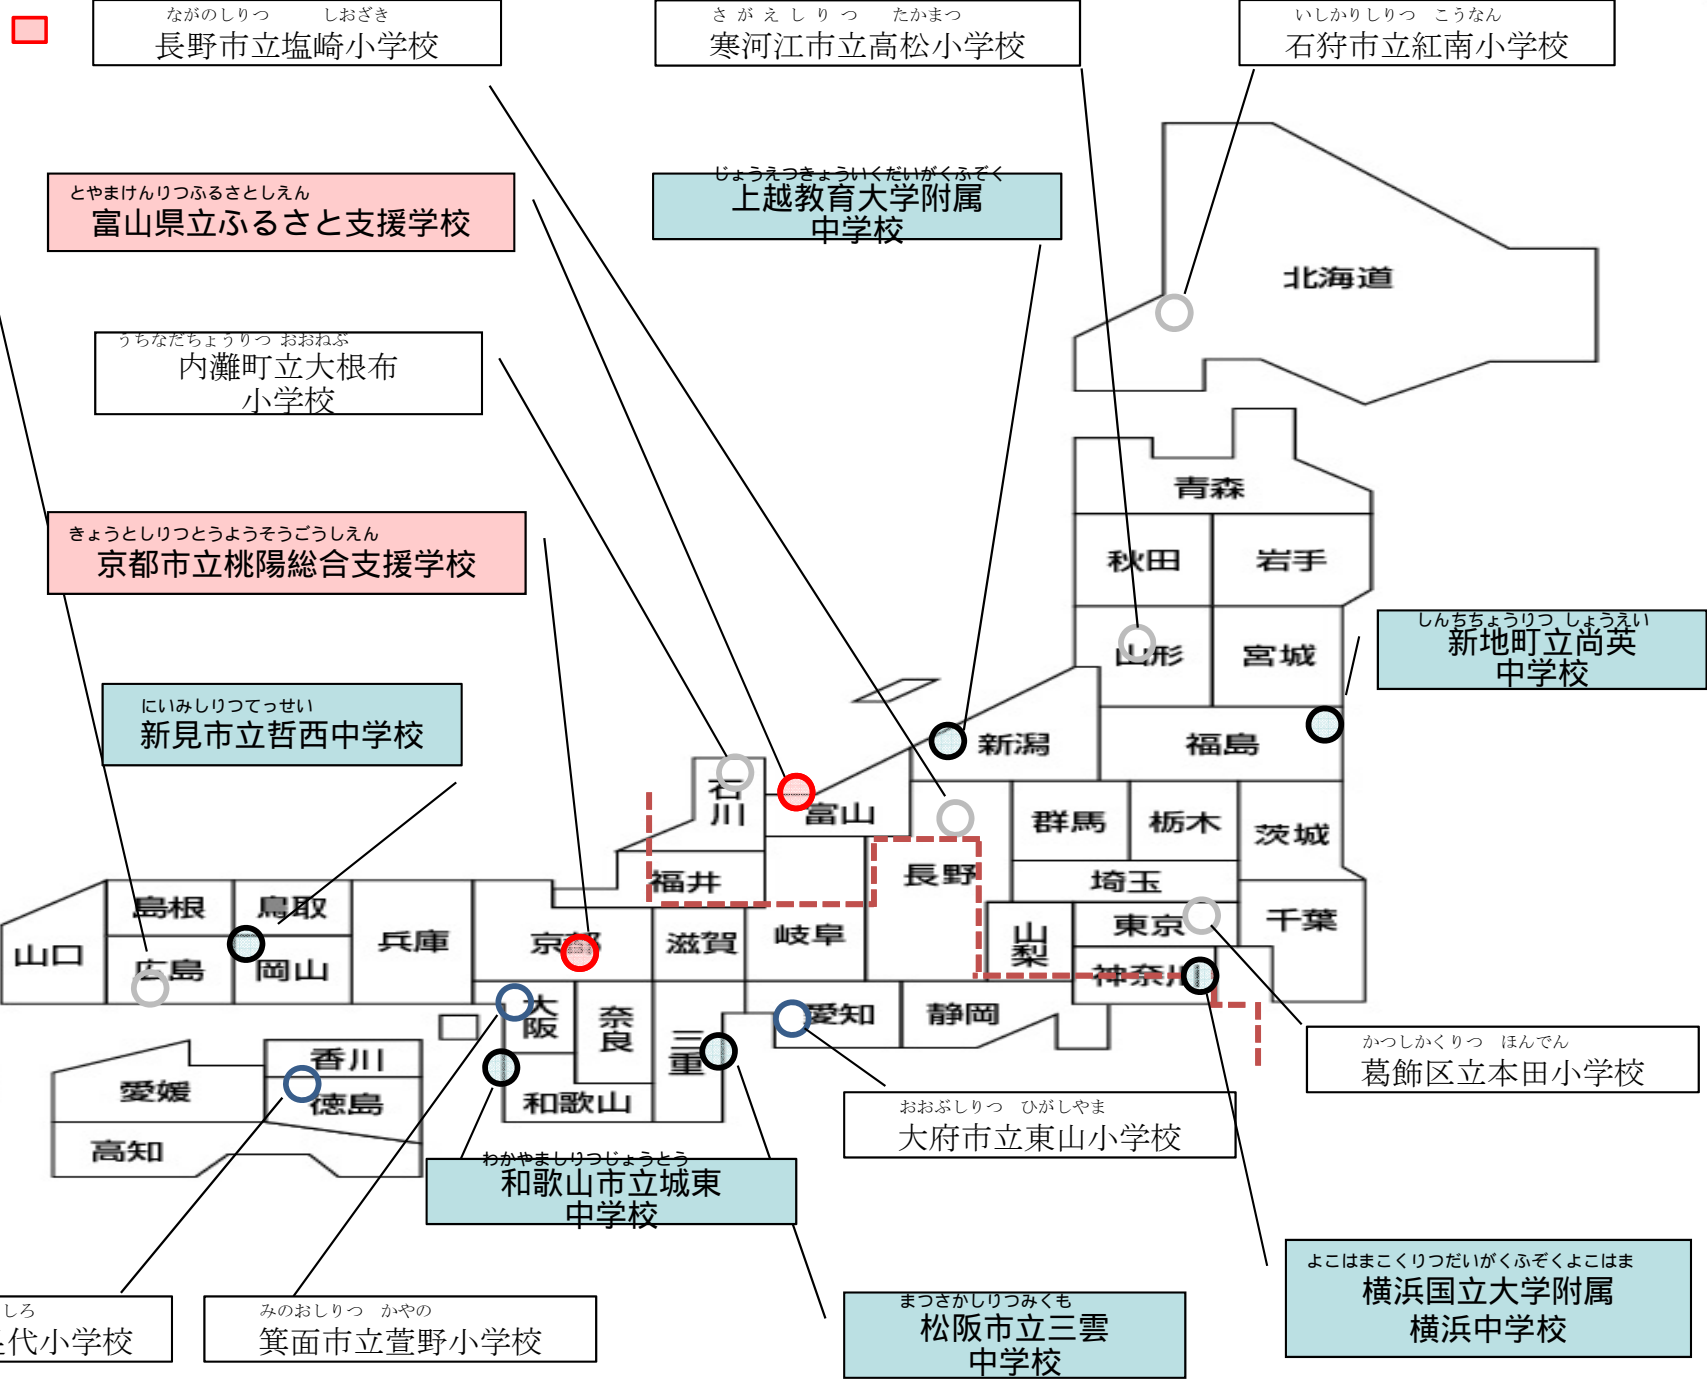 ながのしりつ　しおざき
長野市立塩崎小学校
さがえしりつ　たかまつ
寒河江市立高松小学校
いしかりしりつ　こうなん
石狩市立紅南小学校
とやまけんりつふるさとしえん
富山県立ふるさと支援学校
じょうえつきょういくだいがくふぞく
上越教育大学附属
中学校
北海道
うちなだちょうりつ おおねぶ
内灘町立大根布
小学校
青森
きょうとしりつとうようそうごうしえん
京都市立桃陽総合支援学校
秋田
岩手
しんちちょうりつ しょうえい
新地町立尚英
中学校
山形
宮城
にいみしりつてっせい
新見市立哲西中学校
新潟
福島
石川
富山
群馬
栃木
茨城
長野
福井
埼玉
島根
鳥取
兵庫
京都
滋賀
岐阜
山梨
東京
千葉
山口
広島
岡山
神奈川
大阪
奈良
三重
愛知
静岡
香川
愛媛
徳島
和歌山
高知
かつしかくりつ　ほんでん
葛飾区立本田小学校
おおぶしりつ　ひがしやま
大府市立東山小学校
わかやましりつじょうとう
和歌山市立城東
中学校
よこはまこくりつだいがくふぞくよこはま
横浜国立大学附属
横浜中学校
しろ
代小学校
みのおしりつ　かやの
箕面市立萱野小学校
まつさかしりつみくも
松阪市立三雲
中学校